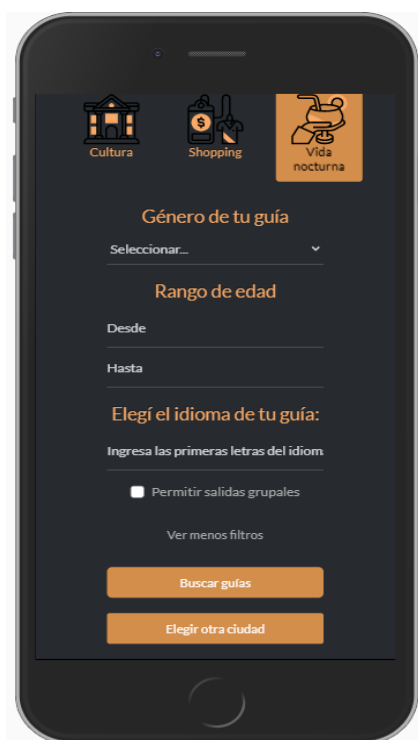 Cultura
Shopping
Vida
nocturna
Género de tu guía
Seleccionar...
Rango de edad
Desde
Hasta
Elegí el idioma de tu guía:
Ingresa las primeras letras del idiom
Permitir salidas grupales
Ver menos filtros
Buscar guías
Elegir otra ciudad